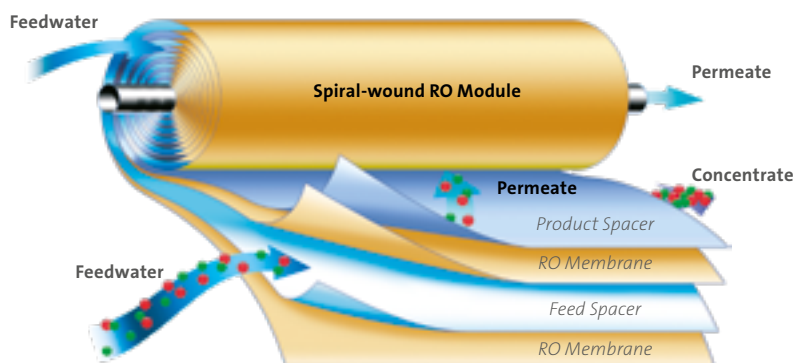 Feedwater
Permeate
Spiral-wound RO Module
Concentrate
Permeate
Product Spacer
RO Membrane
Feedwater
Feed Spacer
RO Membrane